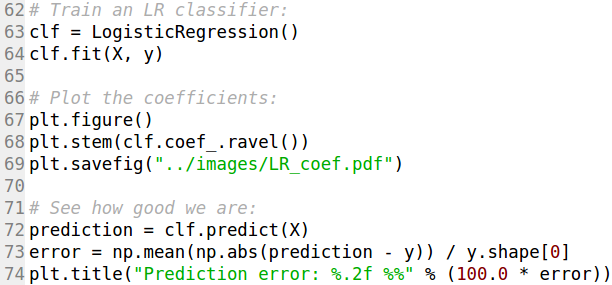 62 # Train an LR classifier:
63 clf = LogisticRegression()
64 clf.fit(X, y)
65
66 # Plot the coefficients:
67 plt.figure()
68 plt.stem(clf.coef_.ravel())
69 plt.savefig("../images/LR_coef.pdf")
70
71 # See how good we are:
72 prediction = clf.predict(X)
73 error = np.mean(np.abs(prediction - y)) / y.shape[0]
74 plt.title("Prediction error: %.2f %%" % (100.0 * error))